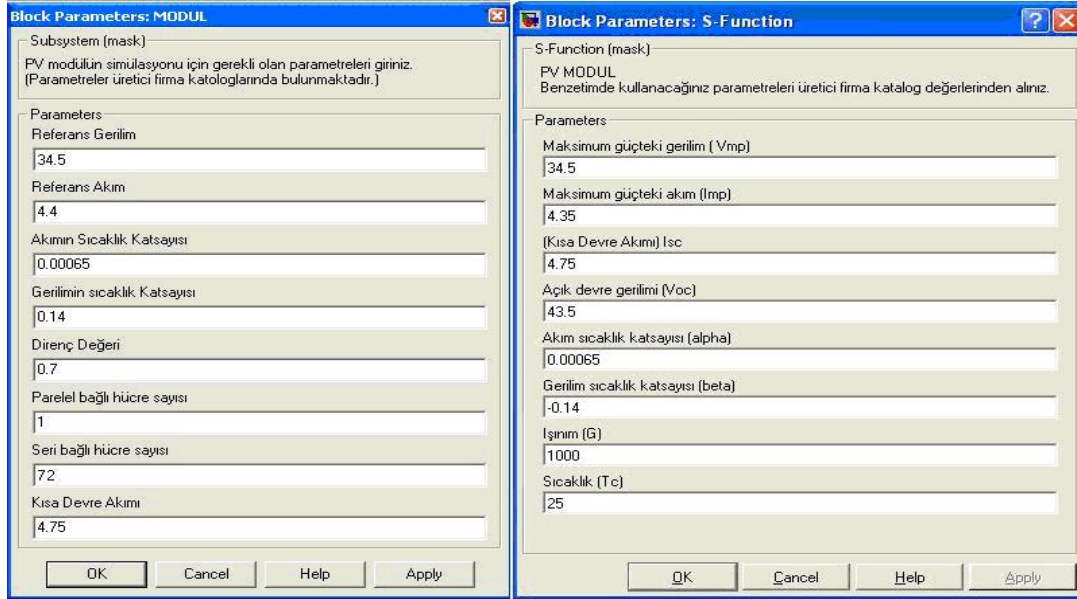 Block Parameters: MODUL
Subsystem (mask)
PV modülün simülasyonu için gerekli olan parametreleri giriniz.
(Parametreler üretici firma katologlarında bulunmaktadır.)
Parameters
Referans Gerilim
34.5
Referans Akım
4.4
Akımın Sıcaklık Katsayısı
0.00065
Gerilimin sıcaklık Katsayısı
0.14
Direnç Değeri
0.7
Parelel bağlı hücre sayısı
1
Seri bağlı hücre sayısı
72
Kısa Devre Akımı
4.75
OK Cancel Help Apply
Block Parameters: S-Function
S-Function (mask)
PV MODUL
Benzetimde kullanacağınız parametreleri üretici firma katalog değerlerinden alınız.
Parameters
Maksimum güçteki gerilim ( Vmp)
34.5
Maksimum güçteki akım (Imp)
4.35
(Kısa Devre Akımı) Isc
4.75
Açık devre gerilimi (Voc)
43.5
Akım sıcaklık katsayısı (alpha)
0.00065
Gerilim sıcaklık katsayısı (beta)
-0.14
Işınım (G)
1000
Sıcaklık (Tc)
25
OK Cancel Help Apply